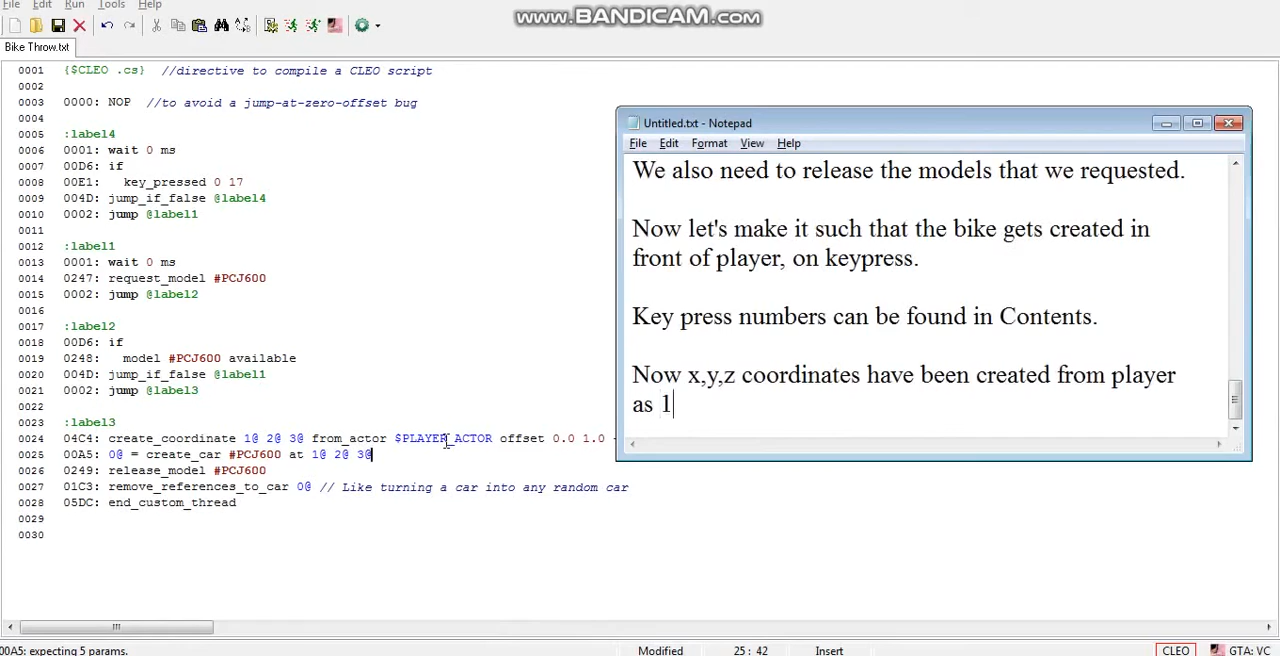 File Edit Run Tools Help
www.BANDICAM.com
Bike Throw.txt
0001 {$CLEO .cs} //directive to compile a CLEO script
0002
0003 0000: NOP //to avoid a jump-at-zero-offset bug
0004
0005 :label4
0006 0001: wait 0 ms
0007 00D6: if
0008 00E1: key_pressed 0 17
0009 004D: jump_if_false @label4
0010 0002: jump @label1
0011
0012 :label1
0013 0001: wait 0 ms
0014 0247: request_model #PCJ600
0015 0002: jump @label2
0016
0017 :label2
0018 00D6: if
0019 0248: model #PCJ600 available
0020 004D: jump_if_false @label1
0021 0002: jump @label3
0022
0023 :label3
0024 04C4: create_coordinate 1@ 2@ 3@ from_actor $PLAYER_ACTOR offset 0.0 1.0
0025 00A5: 0@ = create_car #PCJ600 at 1@ 2@ 3@
0026 0249: release_model #PCJ600
0027 01C3: remove_references_to_car 0@ // Like turning a car into any random car
0028 05DC: end_custom_thread
0029
0030
Untitled.txt - Notepad
File Edit Format View Help
We also need to release the models that we requested.
Now let's make it such that the bike gets created in
front of player, on keypress.
Key press numbers can be found in Contents.
Now x,y,z coordinates have been created from player
as 1
00A5: expecting 5 params. Modified 25: 42 Insert CLEO GTA: VC